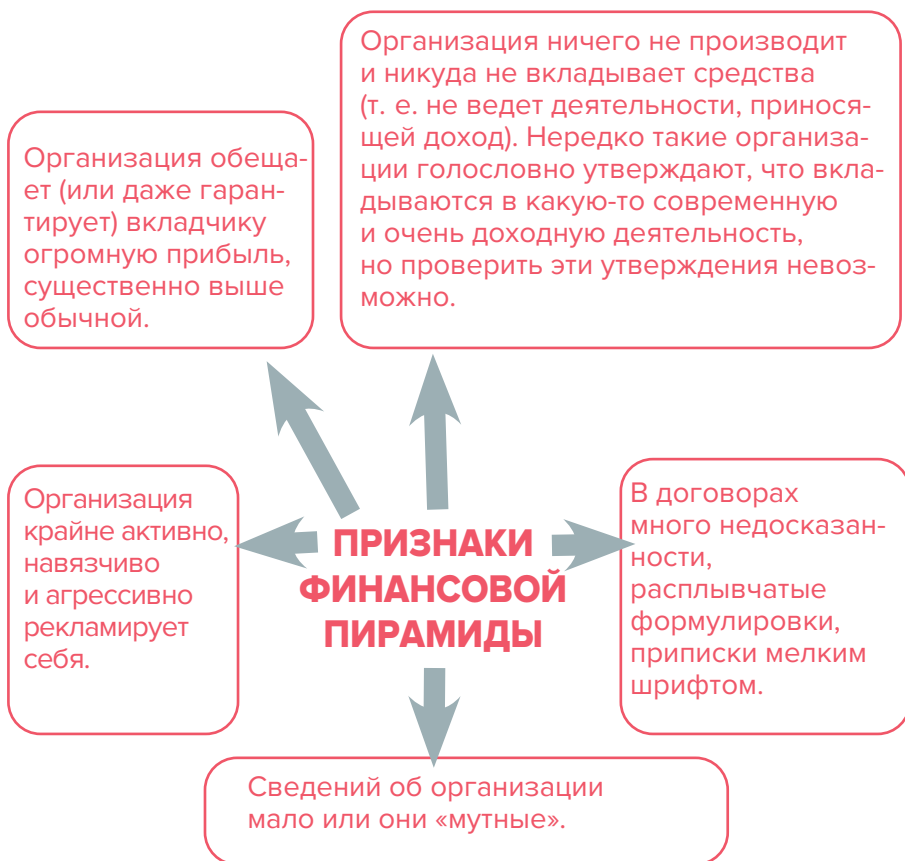 Организация ничего не производит
и никуда не вкладывает средства
(т. е. не ведет деятельности, принося-
щей доход). Нередко такие организа-
ции голословно утверждают, что вкла-
дываются в какую-то современную
и очень доходную деятельность,
но проверить эти утверждения невоз-
можно.
Организация обеща-
ет (или даже гаран-
тирует) вкладчику
огромную прибыль,
существенно выше
обычной.
Организация
крайне активно,
навязчиво
и агрессивно
рекламирует
себя.
ПРИЗНАКИ
ФИНАНСОВОЙ
ПИРАМИДЫ
В договорах
много недосказан-
ности,
расплывчатые
формулировки,
приписки мелким
шрифтом.
Сведений об организации
мало или они «мутные».